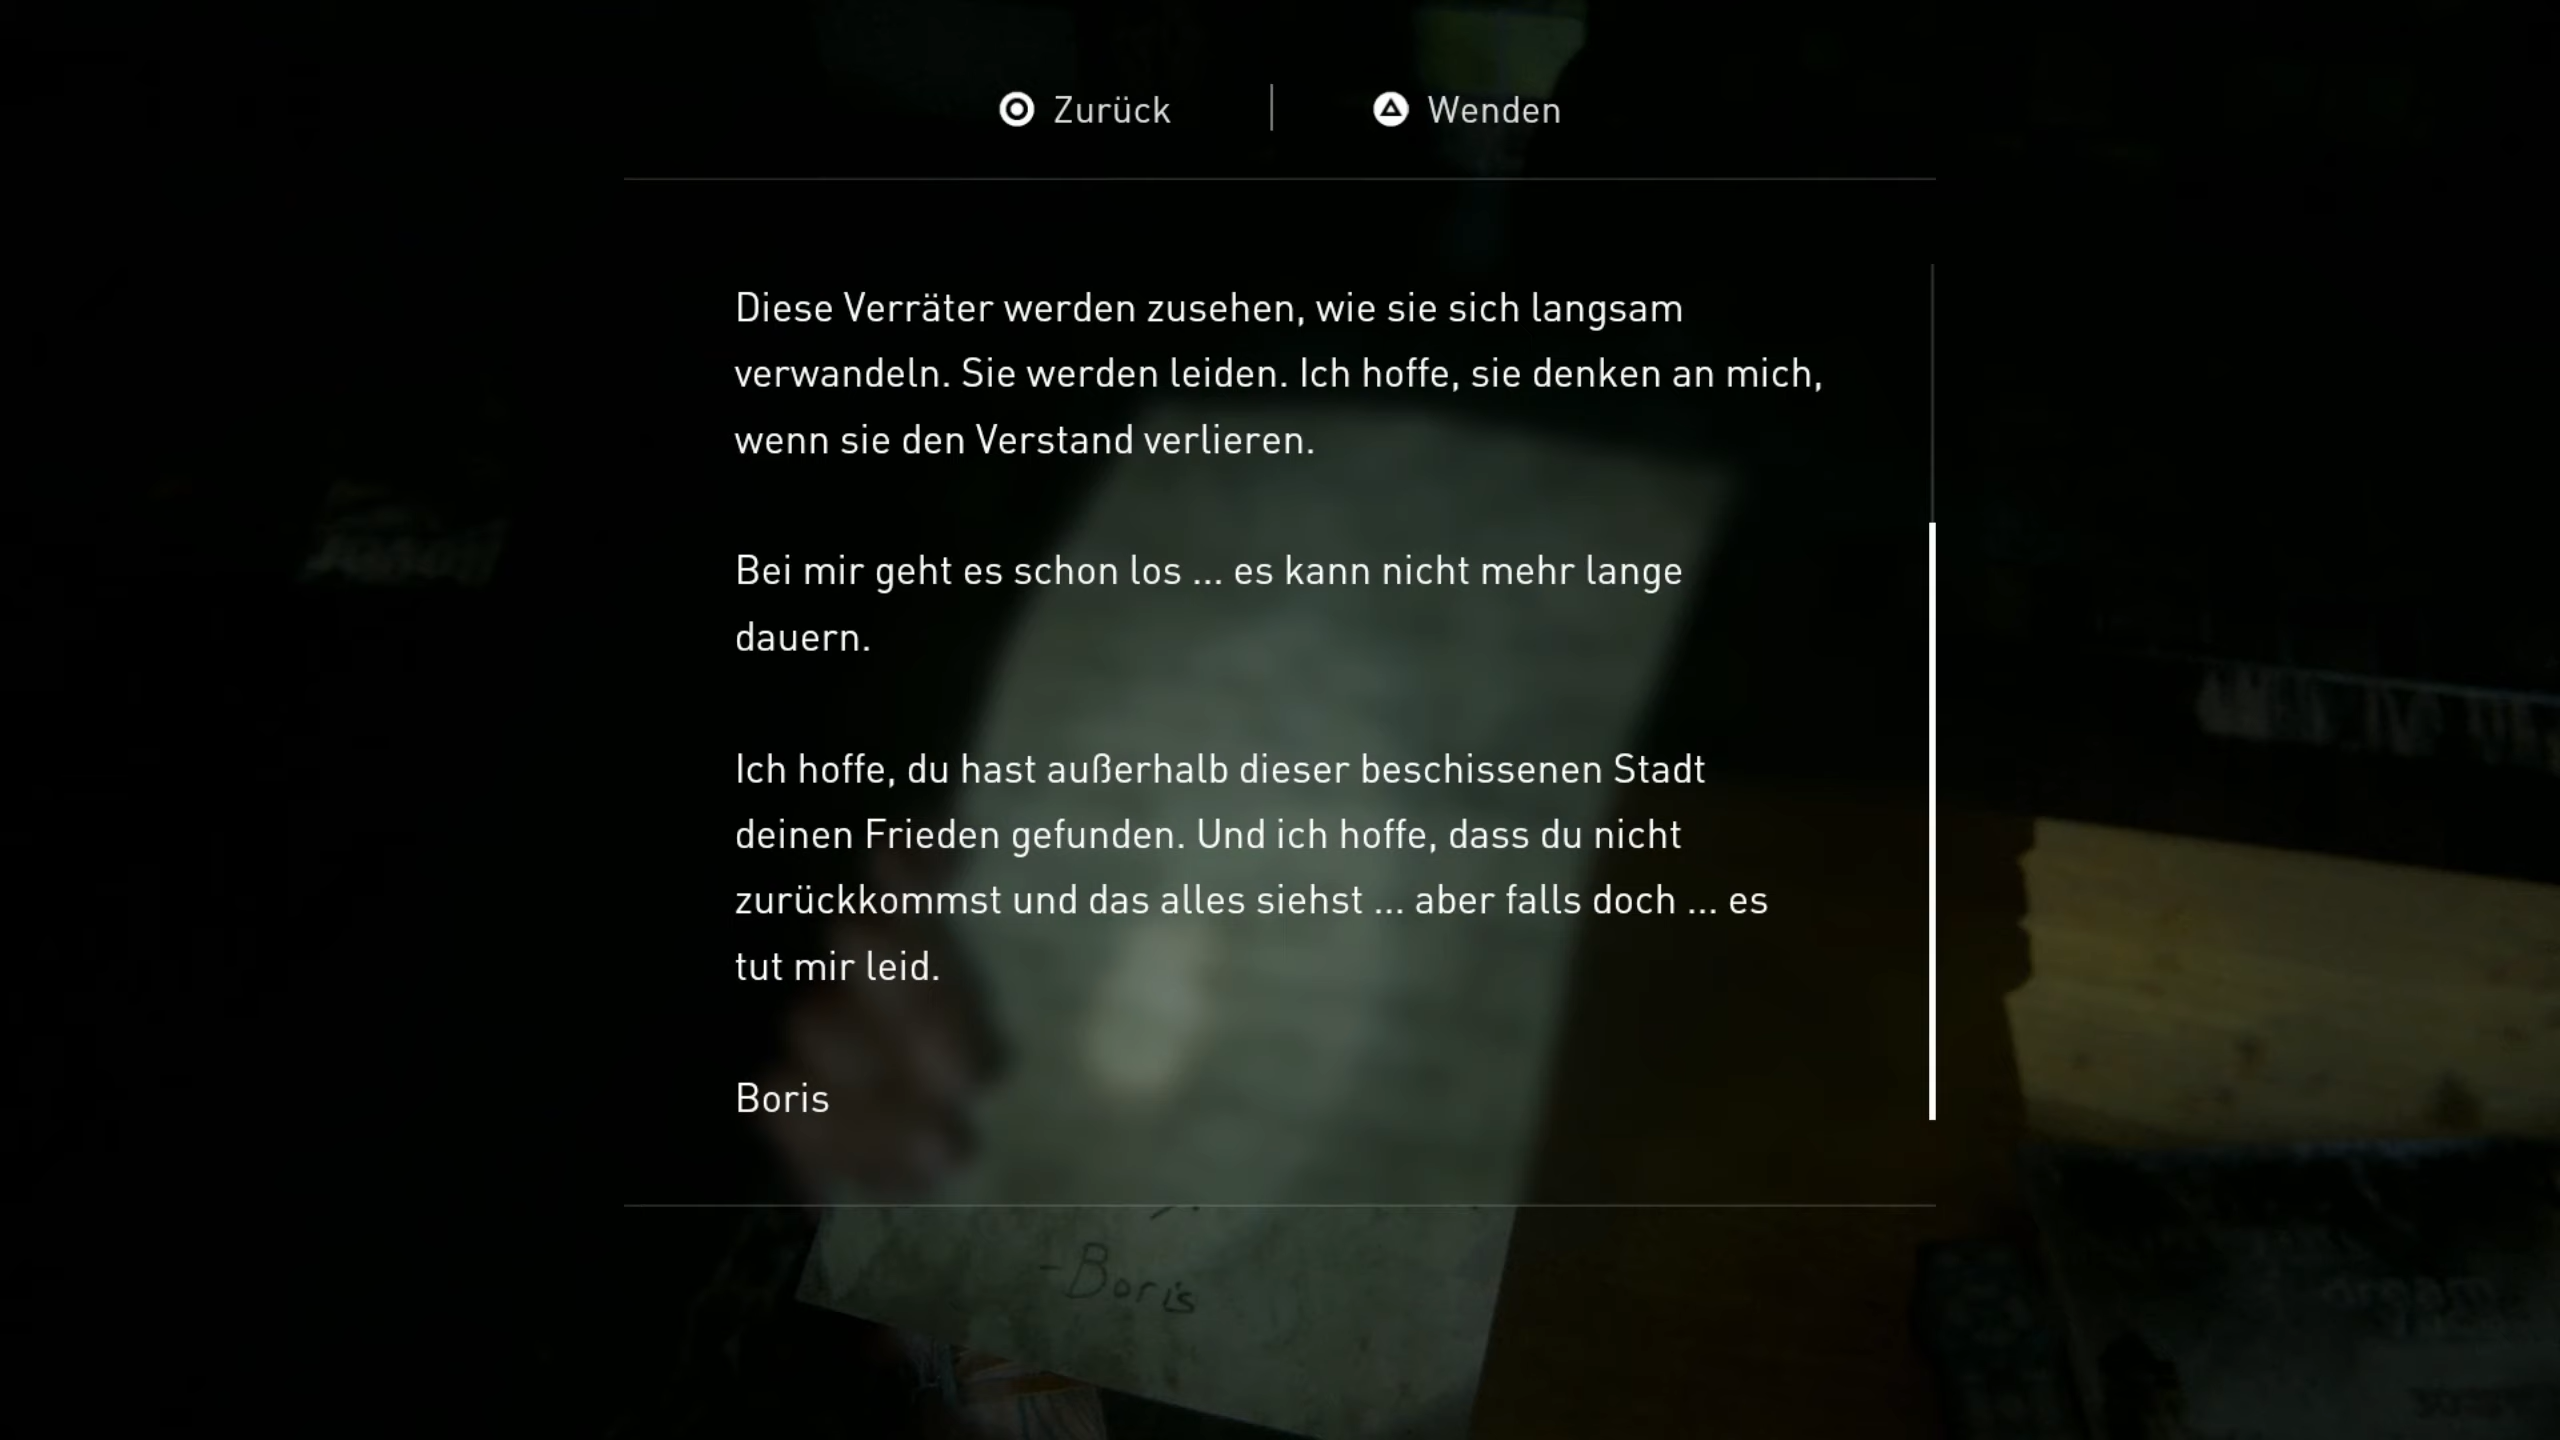 Zurück
Wenden
Diese Verräter werden zusehen, wie sie sich langsam
verwandeln. Sie werden leiden. Ich hoffe, sie denken an mich,
wenn sie den Verstand verlieren.
Bei mir geht es schon los ... es kann nicht mehr lange
dauern.
Ich hoffe, du hast außerhalb dieser beschissenen Stadt
deinen Frieden gefunden. Und ich hoffe, dass du nicht
zurückkommst und das alles siehst ... aber falls doch ... es
tut mir leid.
Boris
-Boris